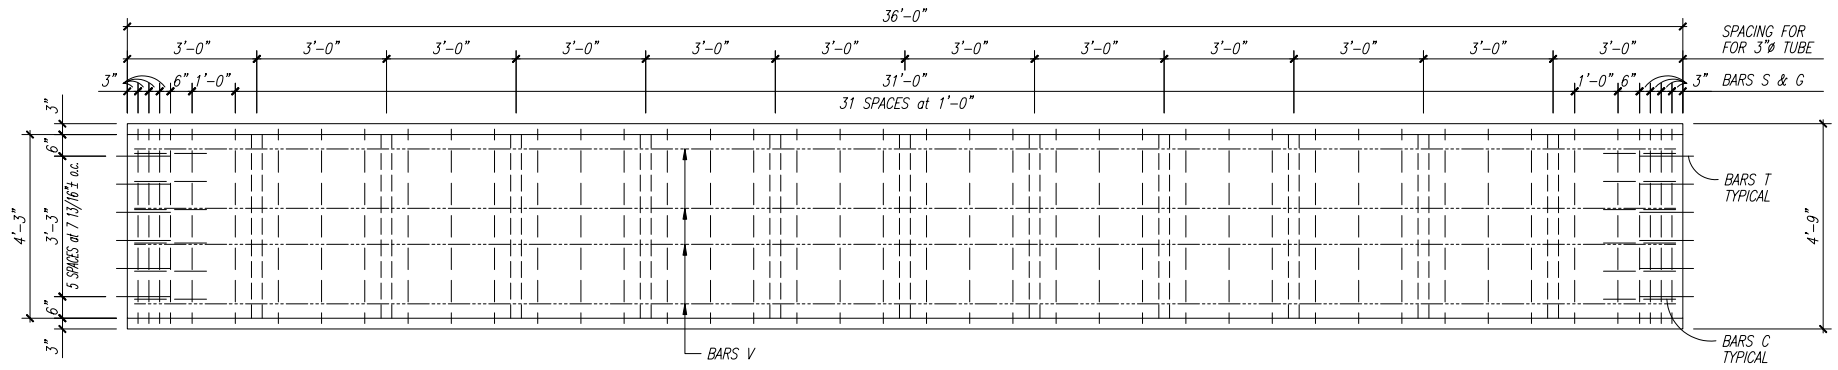 36'-0"
3'-0" 3'-0" 3'-0" 3'-0" 3'-0" 3'-0" 3'-0" 3'-0" 3'-0" 3'-0" 3'-0" 3'-0"
SPACING FOR
FOR 3"Ø TUBE
3" 6" 1'-0" 31'-0" 1'-0" 6" 3" BARS S & G
31 SPACES at 1'-0"
3"
6"
4'-3"
3'-3"
5 SPACES at 7 13/16"± o.c.
6"
3"
BARS T
TYPICAL
4'-9"
BARS V
BARS C
TYPICAL